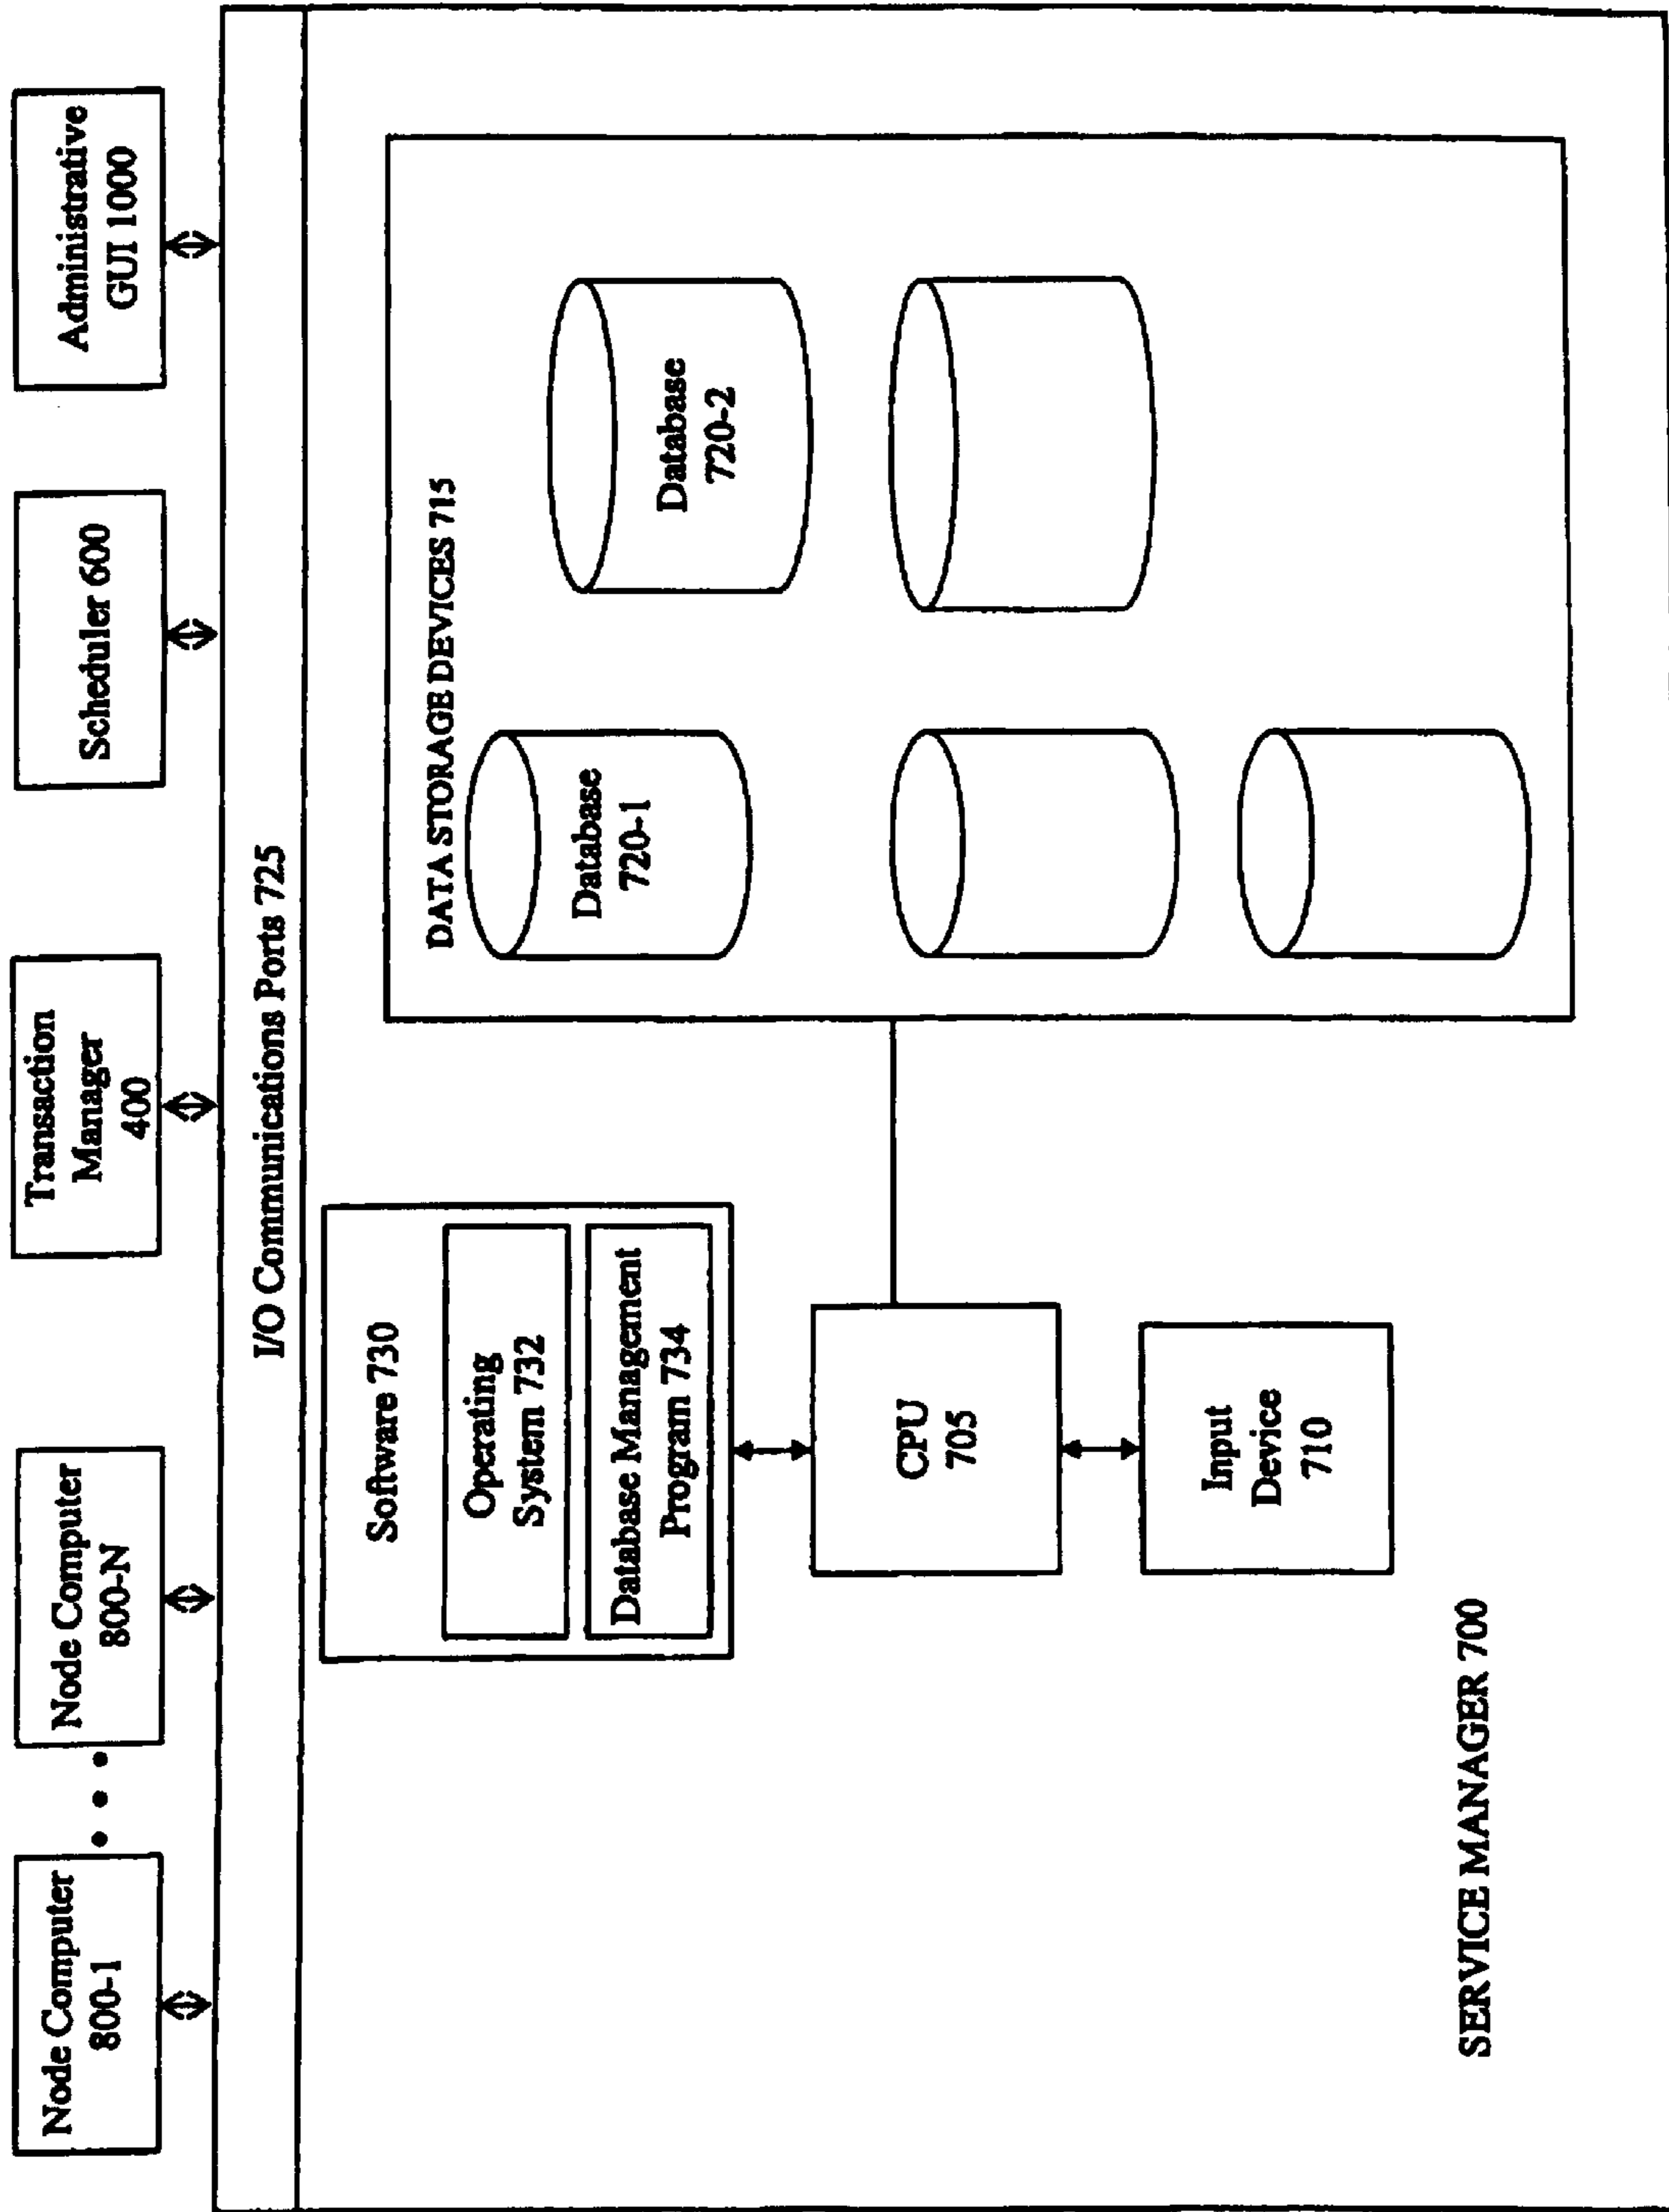 Node Computer
800-1
Node Computer
800-N
Transaction
Manager
400
Scheduler 600
Administrative
GUI 1000
I/O Communications Ports 725
Software 730
Operating
System 732
Database Management
Program 734
CPU
705
Input
Device
710
DATA STORAGE DEVICES 715
Database
720-1
Database
720-2
SERVICE MANAGER 700